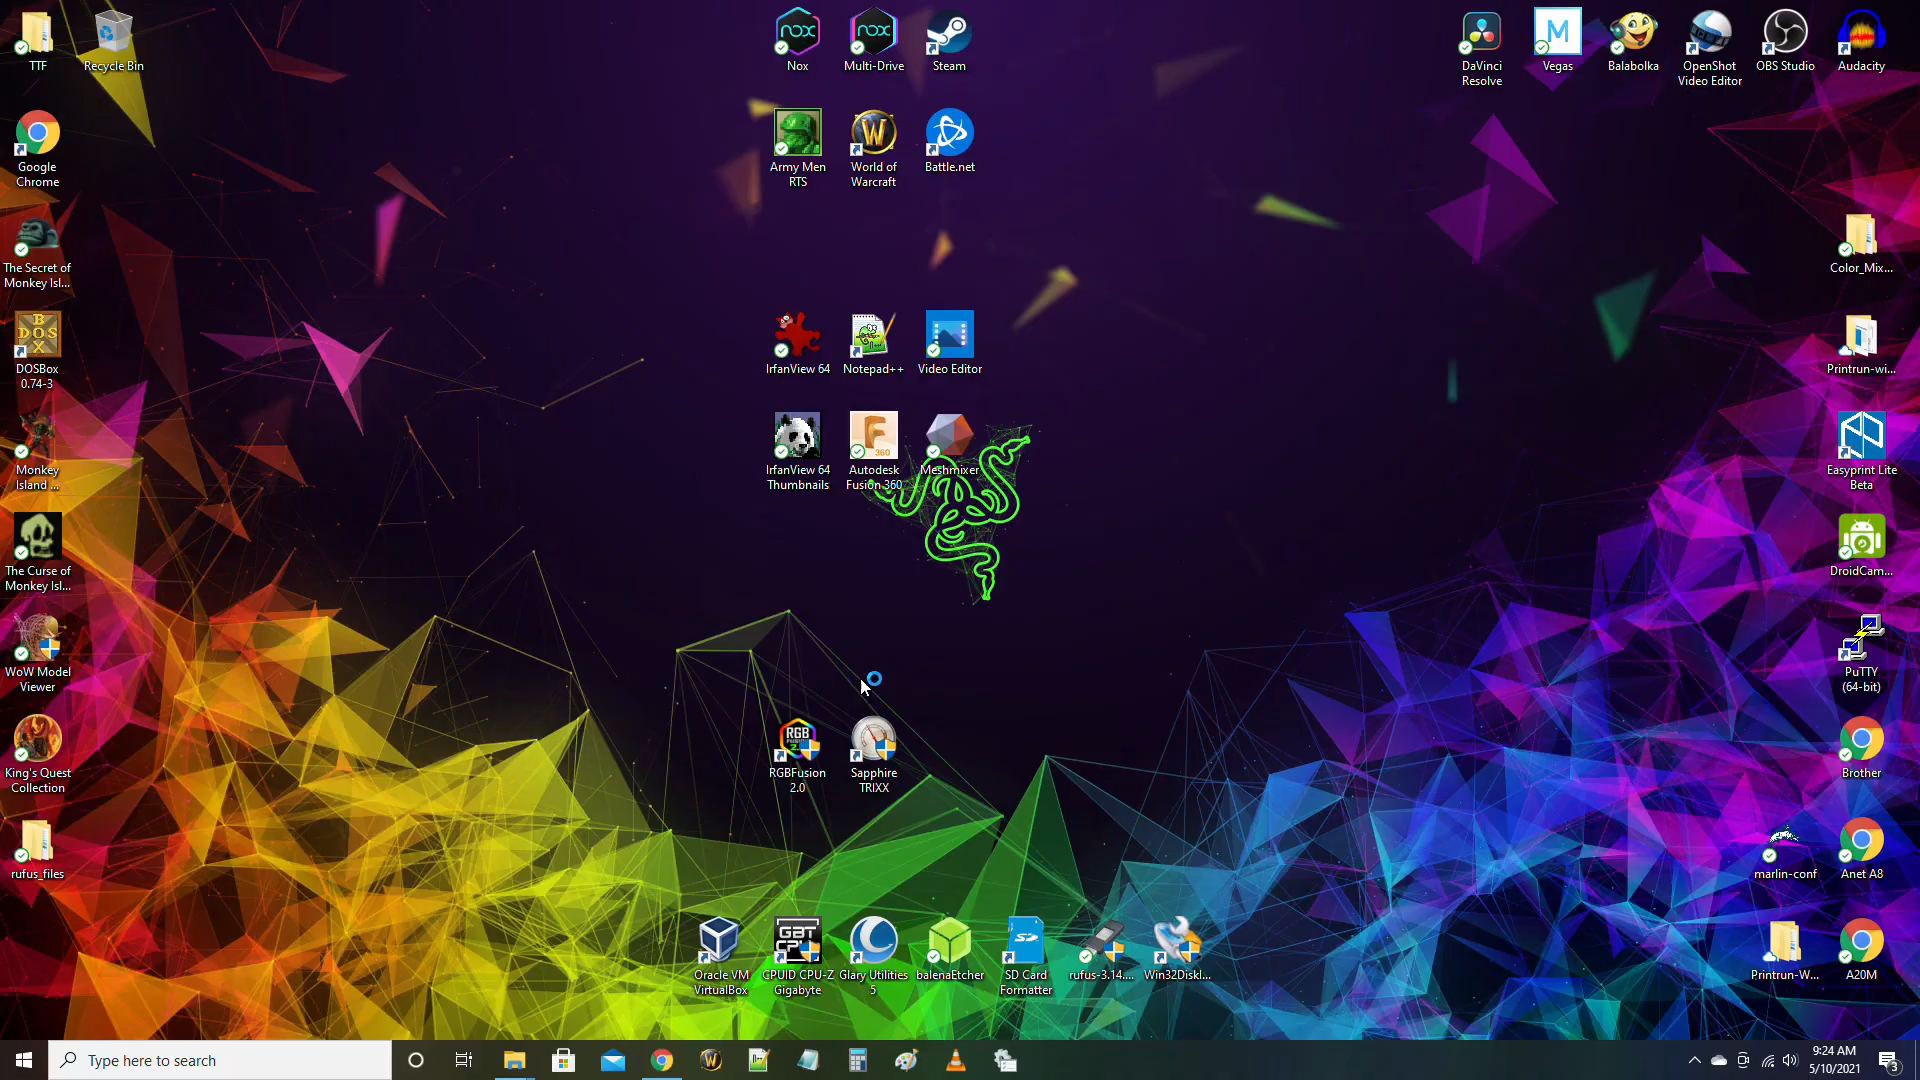 TTF
Recycle Bin
Nox
Multi-Drive
Steam
DaVinci
Resolve
Vegas
Balabolka
OpenShot
Video Editor
OBS Studio
Audacity
Google
Chrome
Army Men
RTS
World of
Warcraft
Battle.net
The Secret of
Monkey Isl...
Color_Mix...
DOSBox
0.74-3
IrfanView 64
Notepad++
Video Editor
Printrun-wi...
Monkey
Island ...
IrfanView 64
Thumbnails
Autodesk
Fusion 360
Meshmixer
Easyprint Lite
Beta
The Curse of
Monkey Isl...
DroidCam...
WoW Model
Viewer
PuTTY
(64-bit)
King's Quest
Collection
RGBFusion
2.0
Sapphire
TRIXX
Brother
rufus_files
marlin-conf
Anet A8
Oracle VM
VirtualBox
CPUID CPU-Z
Gigabyte
Glary Utilities
5
balenaEtcher
SD Card
Formatter
rufus-3.14....
Win32DiskI...
Printrun-W...
A20M
Type here to search
9:24 AM
5/10/2021
3